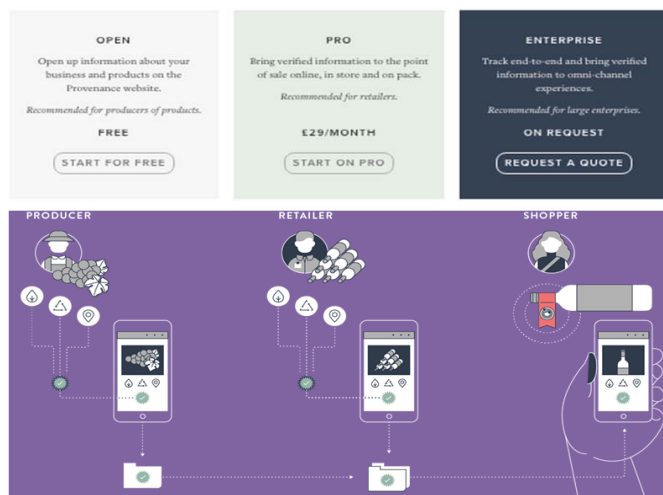 OPEN
Open up information about your
business and products on the
Provenance website.
Recommended for producers of products.
FREE
START FOR FREE
PRO
Bring verified information to the point
of sale online, in store and on pack.
Recommended for retailers.
£29/MONTH
START ON PRO
ENTERPRISE
Track end-to-end and bring verified
information to omni-channel
experiences.
Recommended for large enterprises.
ON REQUEST
REQUEST A QUOTE
PRODUCER
RETAILER
SHOPPER